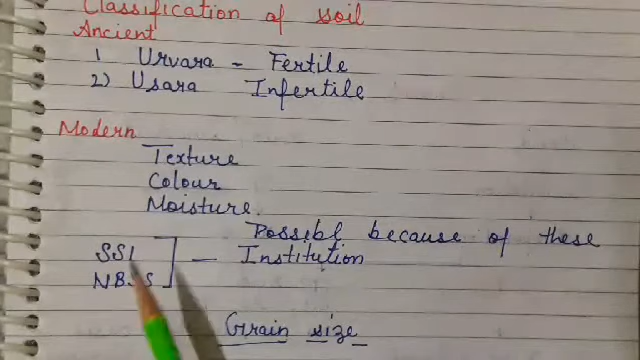 Classification of soil
Ancient
1 Urvara - Fertile
2) Usara Infertile
Modern
Texture
Colour
Moisture.
Possibl because of these
SSI — Institution
Grain size